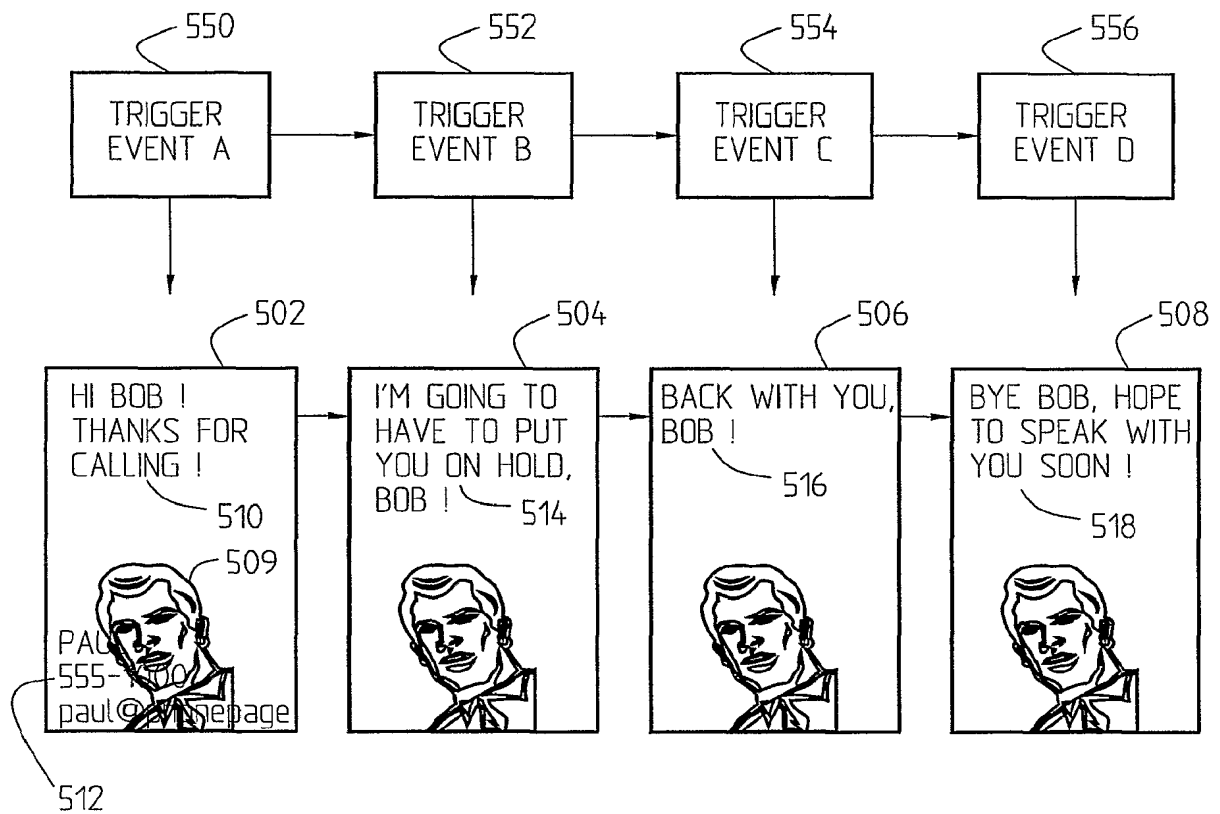 550
552
554
556
TRIGGER
EVENT A
TRIGGER
EVENT B
TRIGGER
EVENT C
TRIGGER
EVENT D
502
504
506
508
HI BOB !
THANKS FOR
CALLING !
510
509
I'M GOING TO
HAVE TO PUT
YOU ON HOLD,
BOB !
514
BACK WITH YOU,
BOB !
516
BYE BOB, HOPE
TO SPEAK WITH
YOU SOON !
518
512